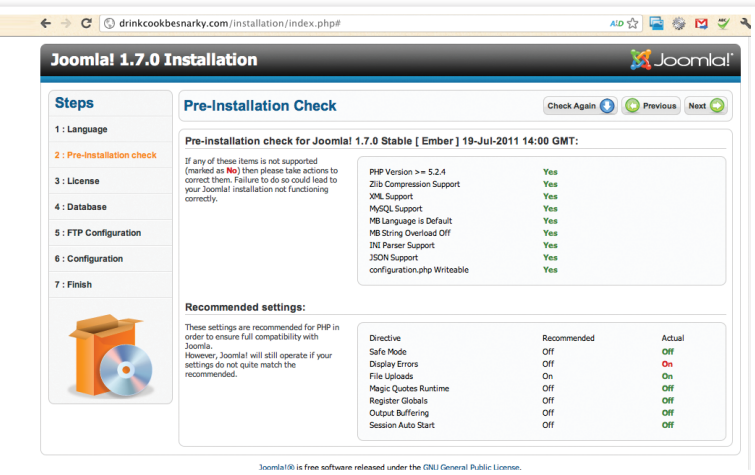 drinkcookbesnarky.com/installation/index.php#
Joomla! 1.7.0 Installation
Joomla!
Steps
1 : Language
2 : Pre-Installation check
3 : License
4 : Database
5 : FTP Configuration
6 : Configuration
7 : Finish
Pre-Installation Check
Check Again
Previous
Next
Pre-installation check for Joomla! 1.7.0 Stable [ Ember ] 19-Jul-2011 14:00 GMT:
If any of these items is not supported
(marked as No) then please take actions to
correct them. Failure to do so could lead to
your Joomla! installation not functioning
correctly.
PHP Version >= 5.2.4 Yes
Zlib Compression Support Yes
XML Support Yes
MySQL Support Yes
MB Language is Default Yes
MB String Overload Off Yes
INI Parser Support Yes
JSON Support Yes
configuration.php Writeable Yes
Recommended settings:
These settings are recommended for PHP in
order to ensure full compatibility with
Joomla.
However, Joomla! will still operate if your
settings do not quite match the
recommended.
Directive Recommended Actual
Safe Mode Off Off
Display Errors Off On
File Uploads On On
Magic Quotes Runtime Off Off
Register Globals Off Off
Output Buffering Off Off
Session Auto Start Off Off
Joomla!® is free software released under the GNU General Public License.